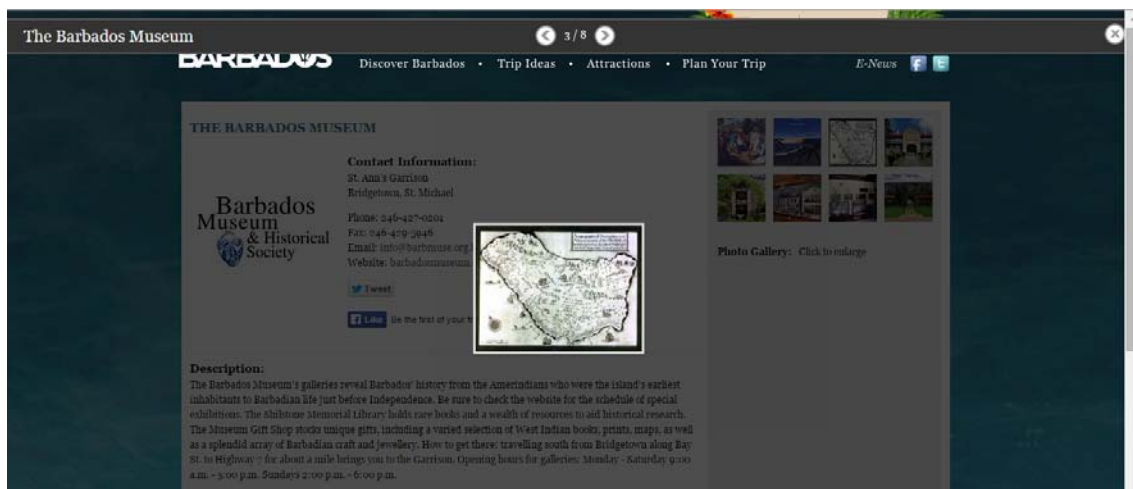 The Barbados Museum
3/8
BARBADOS
Discover Barbados • Trip Ideas • Attractions • Plan Your Trip
E-News
THE BARBADOS MUSEUM
Contact Information:
St. Ann's Garrison
Bridgetown, St. Michael
Phone: 246-427-0201
Fax: 246-429-5946
Email: info@barbmuse.org.
Website: barbadosmuseum.
Tweet
Like Be the first of your
Barbados
Museum
& Historical
Society
Photo Gallery: Click to enlarge
Description:
The Barbados Museum's galleries reveal Barbados' history from the Amerindians who were the island's earliest
inhabitants to Barbadian life just before Independence. Be sure to check the website for the schedule of special
exhibitions. The Shilstone Memorial Library holds rare books and a wealth of resources to aid historical research.
The Museum Gift Shop stocks unique gifts, including a varied selection of West Indian books, prints, maps, as well
as a splendid array of Barbadian craft and jewellery. How to get there: travelling south from Bridgetown along Bay
St. to Highway 7 for about a mile brings you to the Garrison. Opening hours for galleries: Monday - Saturday 9:00
a.m. - 5:00 p.m. Sundays 2:00 p.m. - 6:00 p.m.